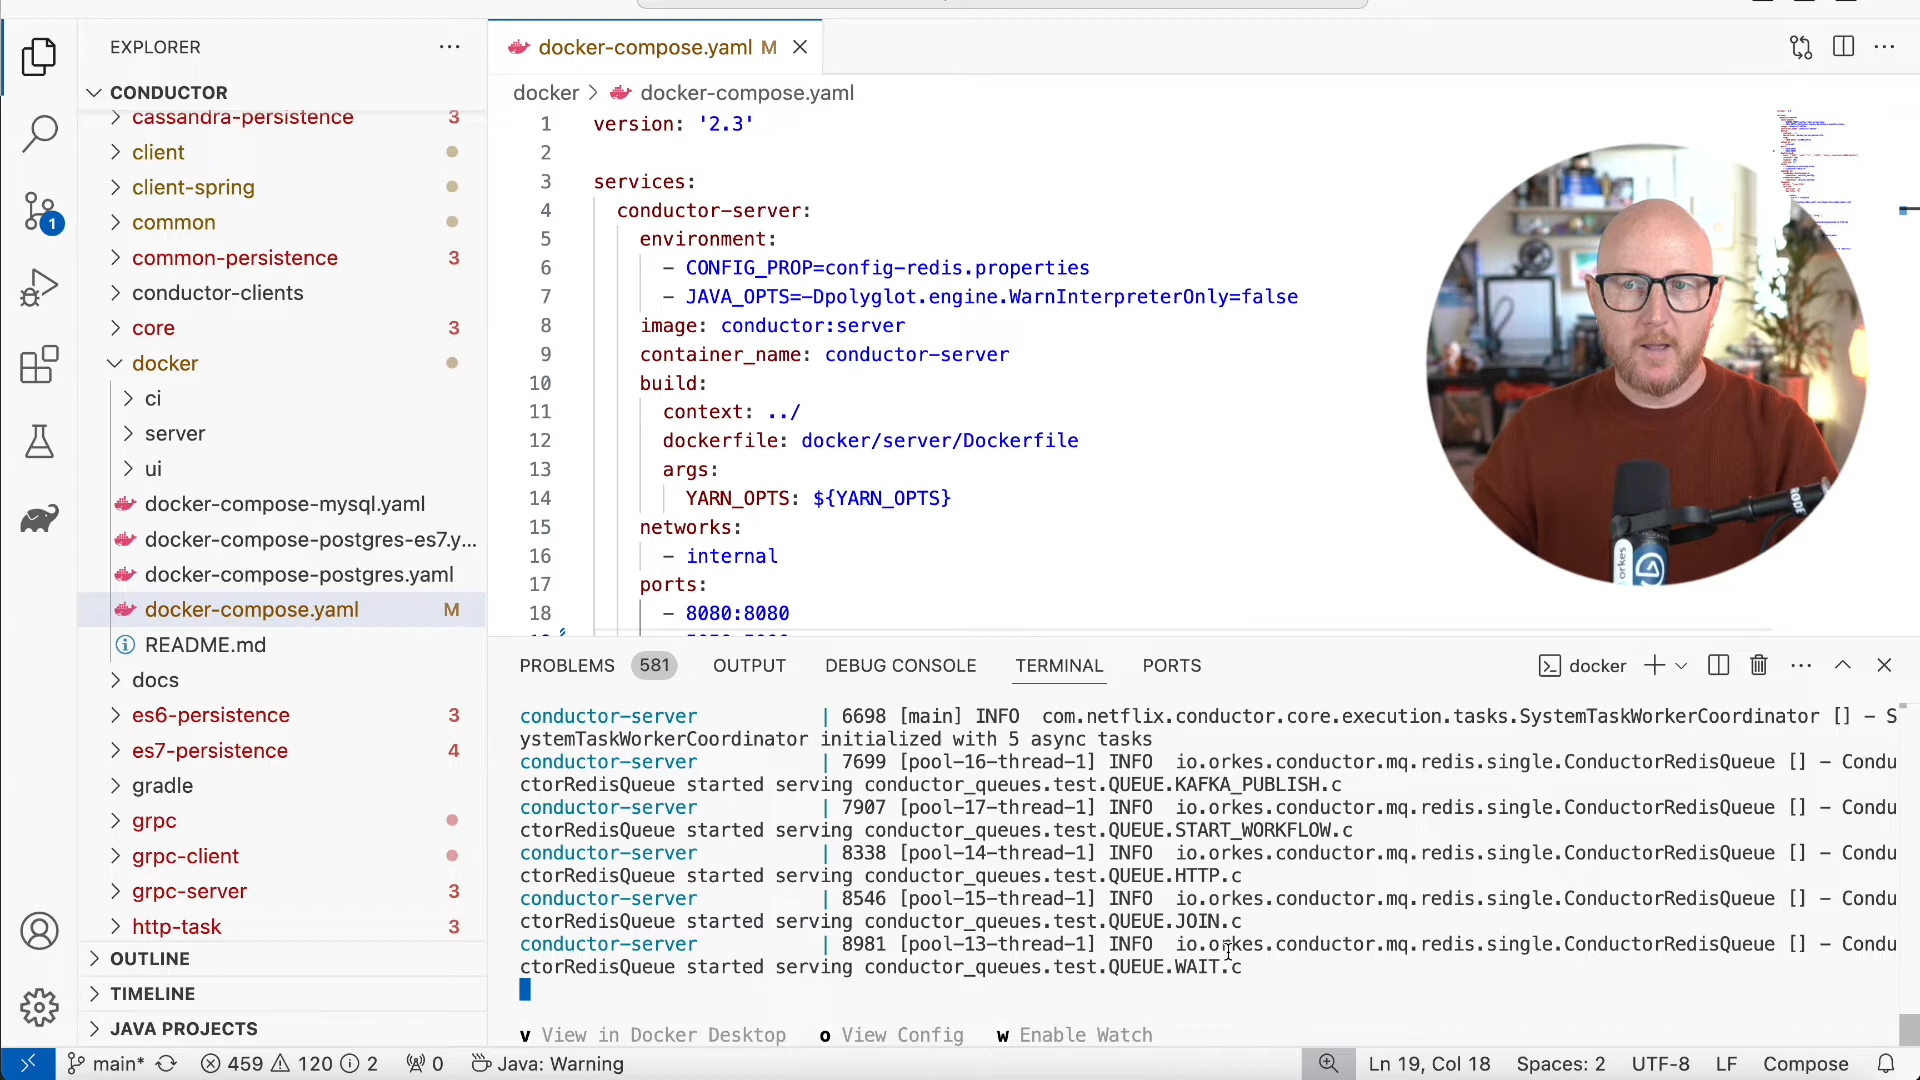 EXPLORER
CONDUCTOR
cassandra-persistence 3
client
client-spring
common
common-persistence 3
conductor-clients
core 3
docker
ci
server
ui
docker-compose-mysql.yaml
docker-compose-postgres-es7.y...
docker-compose-postgres.yaml
docker-compose.yaml M
README.md
docs
es6-persistence 3
es7-persistence 4
gradle
grpc
grpc-client
grpc-server 3
http-task 3
OUTLINE
TIMELINE
JAVA PROJECTS
1
docker-compose.yaml M
docker > docker-compose.yaml
1 version: '2.3'
2
3 services:
4 conductor-server:
5 environment:
6 - CONFIG_PROP=config-redis.properties
7 - JAVA_OPTS=-Dpolyglot.engine.WarnInterpreterOnly=false
8 image: conductor:server
9 container_name: conductor-server
10 build:
11 context: ../
12 dockerfile: docker/server/Dockerfile
13 args:
14 YARN_OPTS: ${YARN_OPTS}
15 networks:
16 - internal
17 ports:
18 - 8080:8080
orkes
RODE
PROBLEMS 581 OUTPUT DEBUG CONSOLE TERMINAL PORTS docker
conductor-server | 6698 [main] INFO com.netflix.conductor.core.execution.tasks.SystemTaskWorkerCoordinator [] - S
ystemTaskWorkerCoordinator initialized with 5 async tasks
conductor-server | 7699 [pool-16-thread-1] INFO io.orkes.conductor.mq.redis.single.ConductorRedisQueue [] - Condu
ctorRedisQueue started serving conductor_queues.test.QUEUE.KAFKA_PUBLISH.c
conductor-server | 7907 [pool-17-thread-1] INFO io.orkes.conductor.mq.redis.single.ConductorRedisQueue [] - Condu
ctorRedisQueue started serving conductor_queues.test.QUEUE.START_WORKFLOW.c
conductor-server | 8338 [pool-14-thread-1] INFO io.orkes.conductor.mq.redis.single.ConductorRedisQueue [] - Condu
ctorRedisQueue started serving conductor_queues.test.QUEUE.HTTP.c
conductor-server | 8546 [pool-15-thread-1] INFO io.orkes.conductor.mq.redis.single.ConductorRedisQueue [] - Condu
ctorRedisQueue started serving conductor_queues.test.QUEUE.JOIN.c
conductor-server | 8981 [pool-13-thread-1] INFO io.orkes.conductor.mq.redis.single.ConductorRedisQueue [] - Condu
ctorRedisQueue started serving conductor_queues.test.QUEUE.WAIT.c
v View in Docker Desktop o View Config w Enable Watch
main* 459 120 2 0 Java: Warning Ln 19, Col 18 Spaces: 2 UTF-8 LF Compose